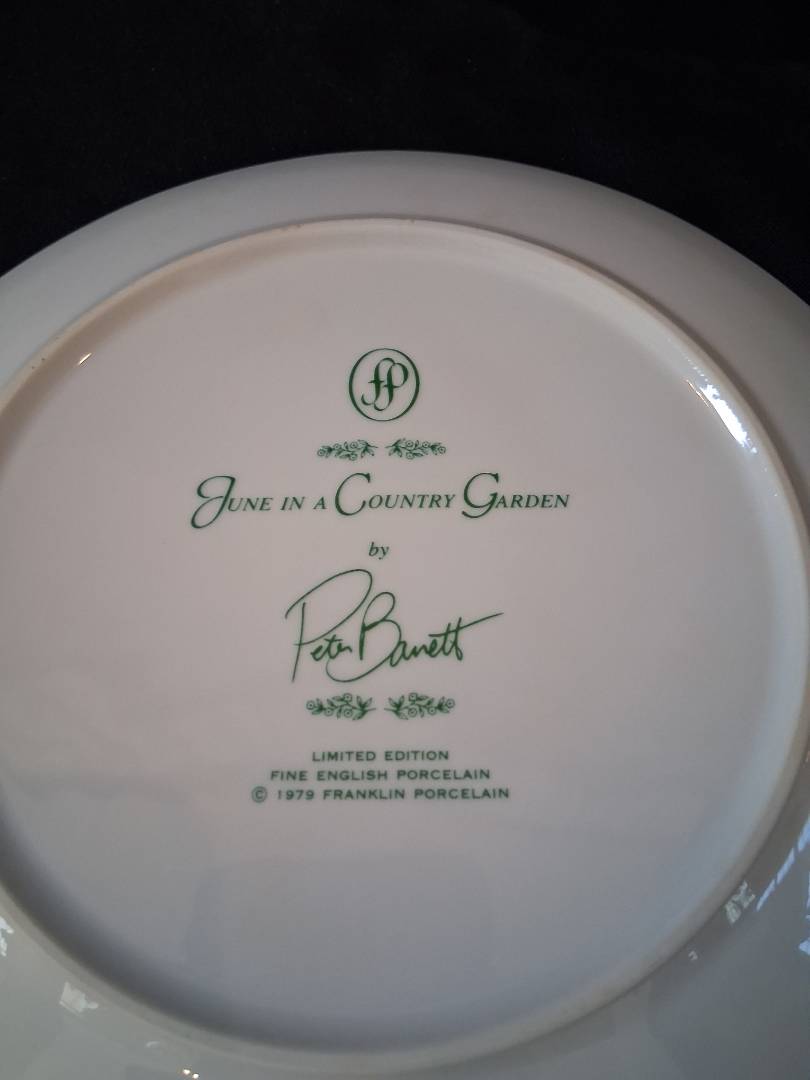 fp
JUNE IN A COUNTRY GARDEN
by
Peter Barrett
LIMITED EDITION
FINE ENGLISH PORCELAIN
© 1979 FRANKLIN PORCELAIN